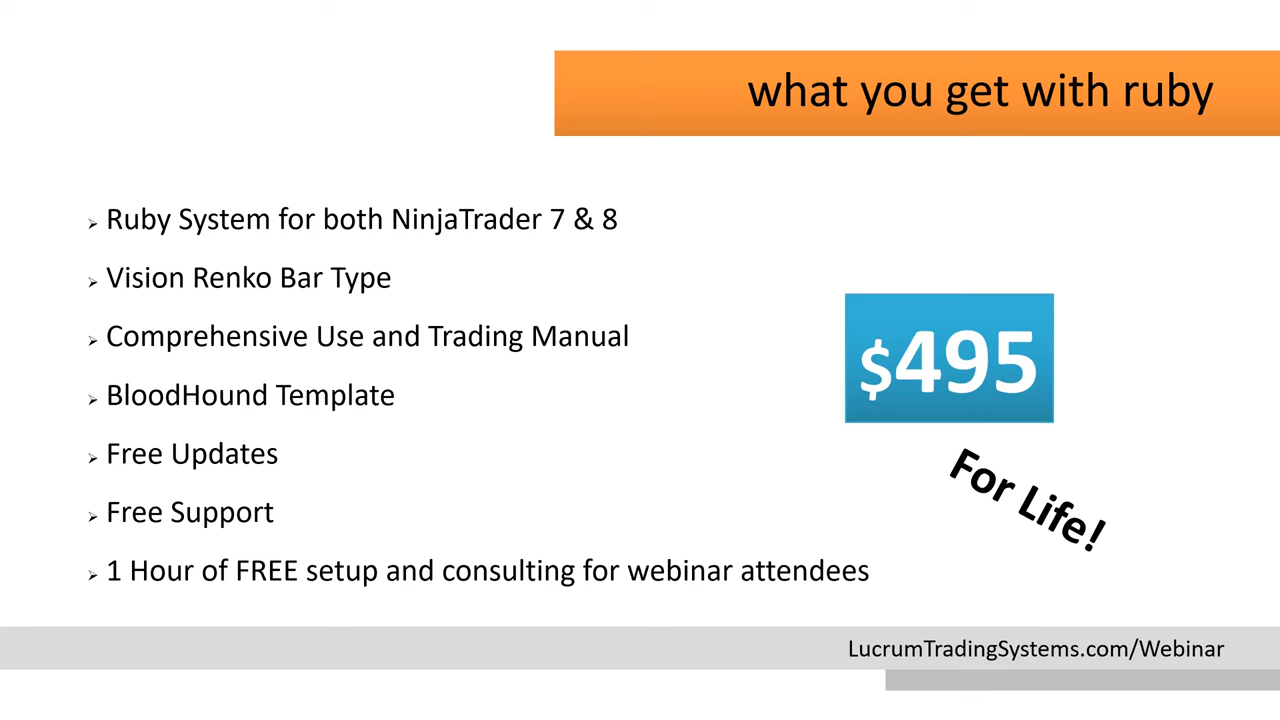 what you get with ruby
Ruby System for both NinjaTrader 7 & 8
Vision Renko Bar Type
Comprehensive Use and Trading Manual
BloodHound Template
Free Updates
Free Support
1 Hour of FREE setup and consulting for webinar attendees
$495
For Life!
LucrumTradingSystems.com/Webinar